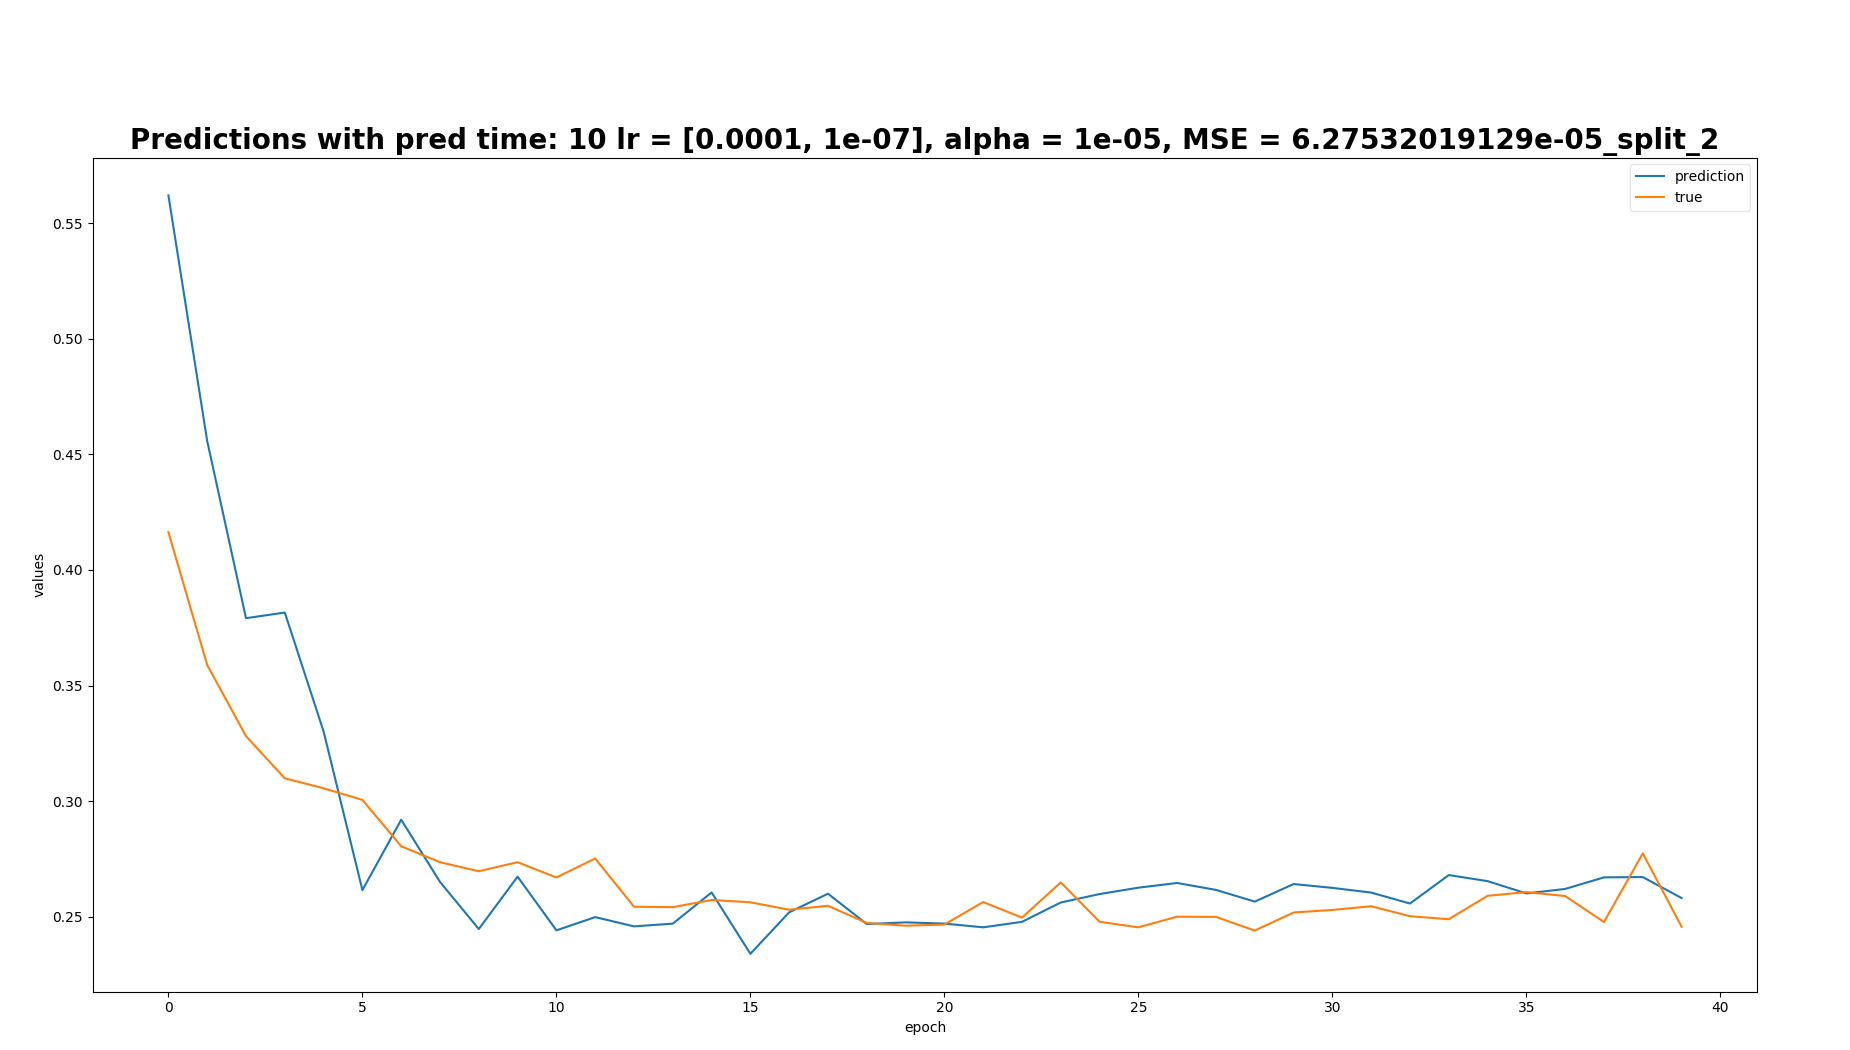 Predictions with pred time: 10 lr = [0.0001, 1e-07], alpha = 1e-05, MSE = 6.27532019129e-05_split_2
prediction
true
0.55
0.50
0.45
0.40
0.35
0.30
0.25
values
0 5 10 15 20 25 30 35 40
epoch